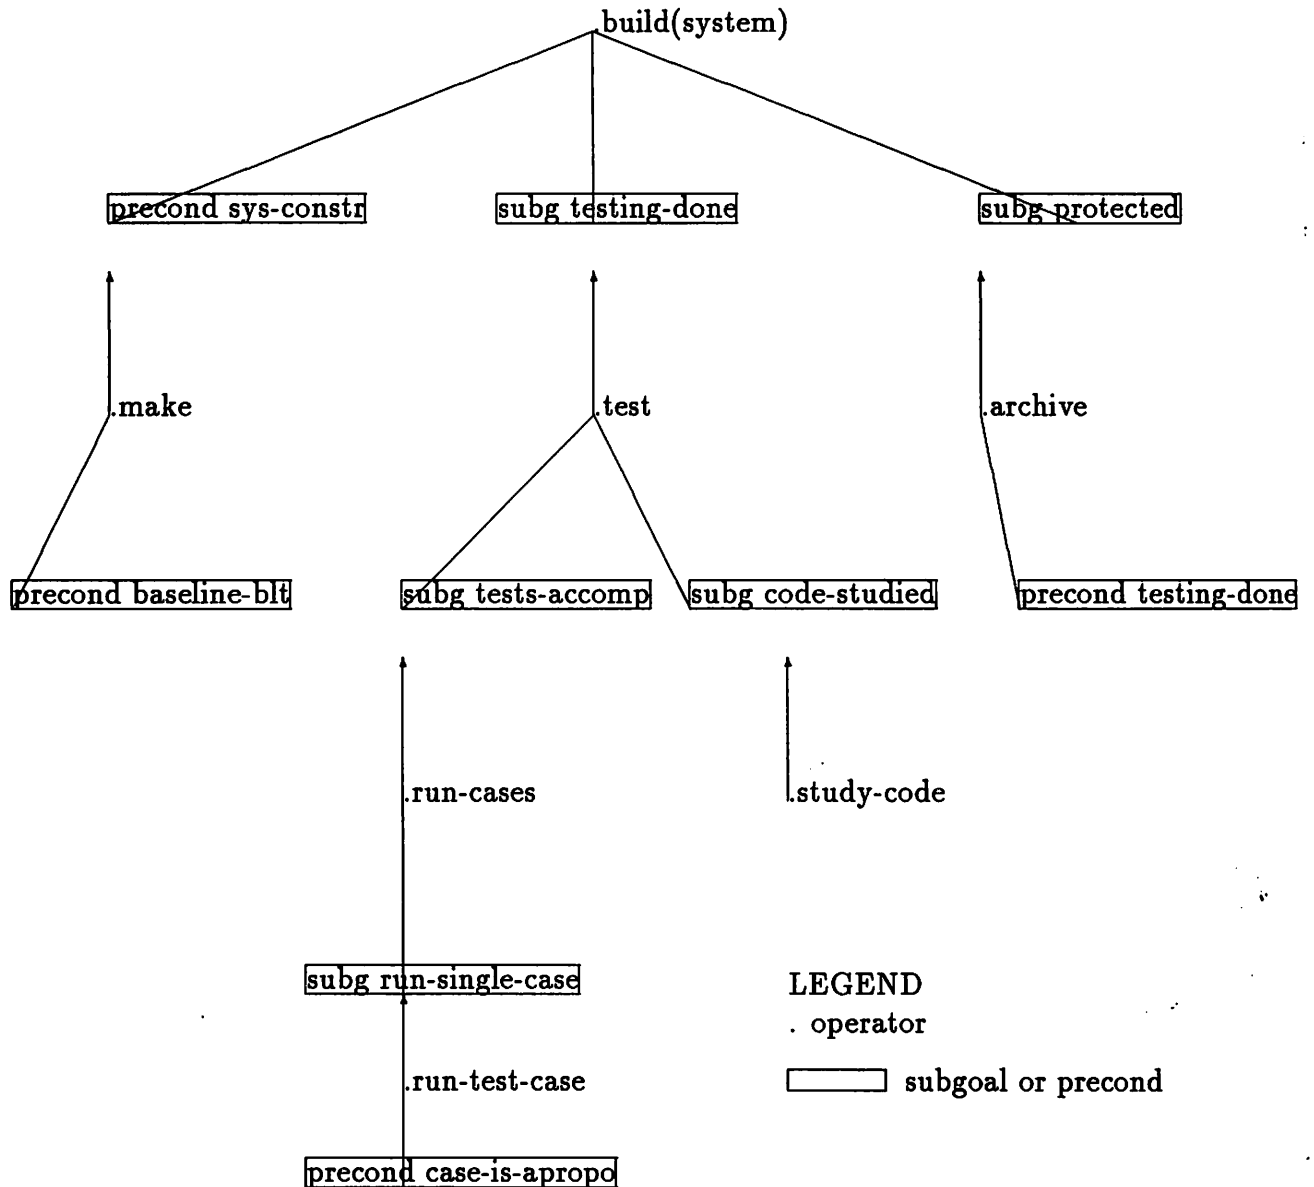 .build(system)
precond sys-constr
subg testing-done
subg protected
.make
.test
.archive
precond baseline-blt
subg tests-accomp
subg code-studied
precond testing-done
.run-cases
.study-code
subg run-single-case
LEGEND
. operator
.run-test-case
subgoal or precond
precond case-is-apropo